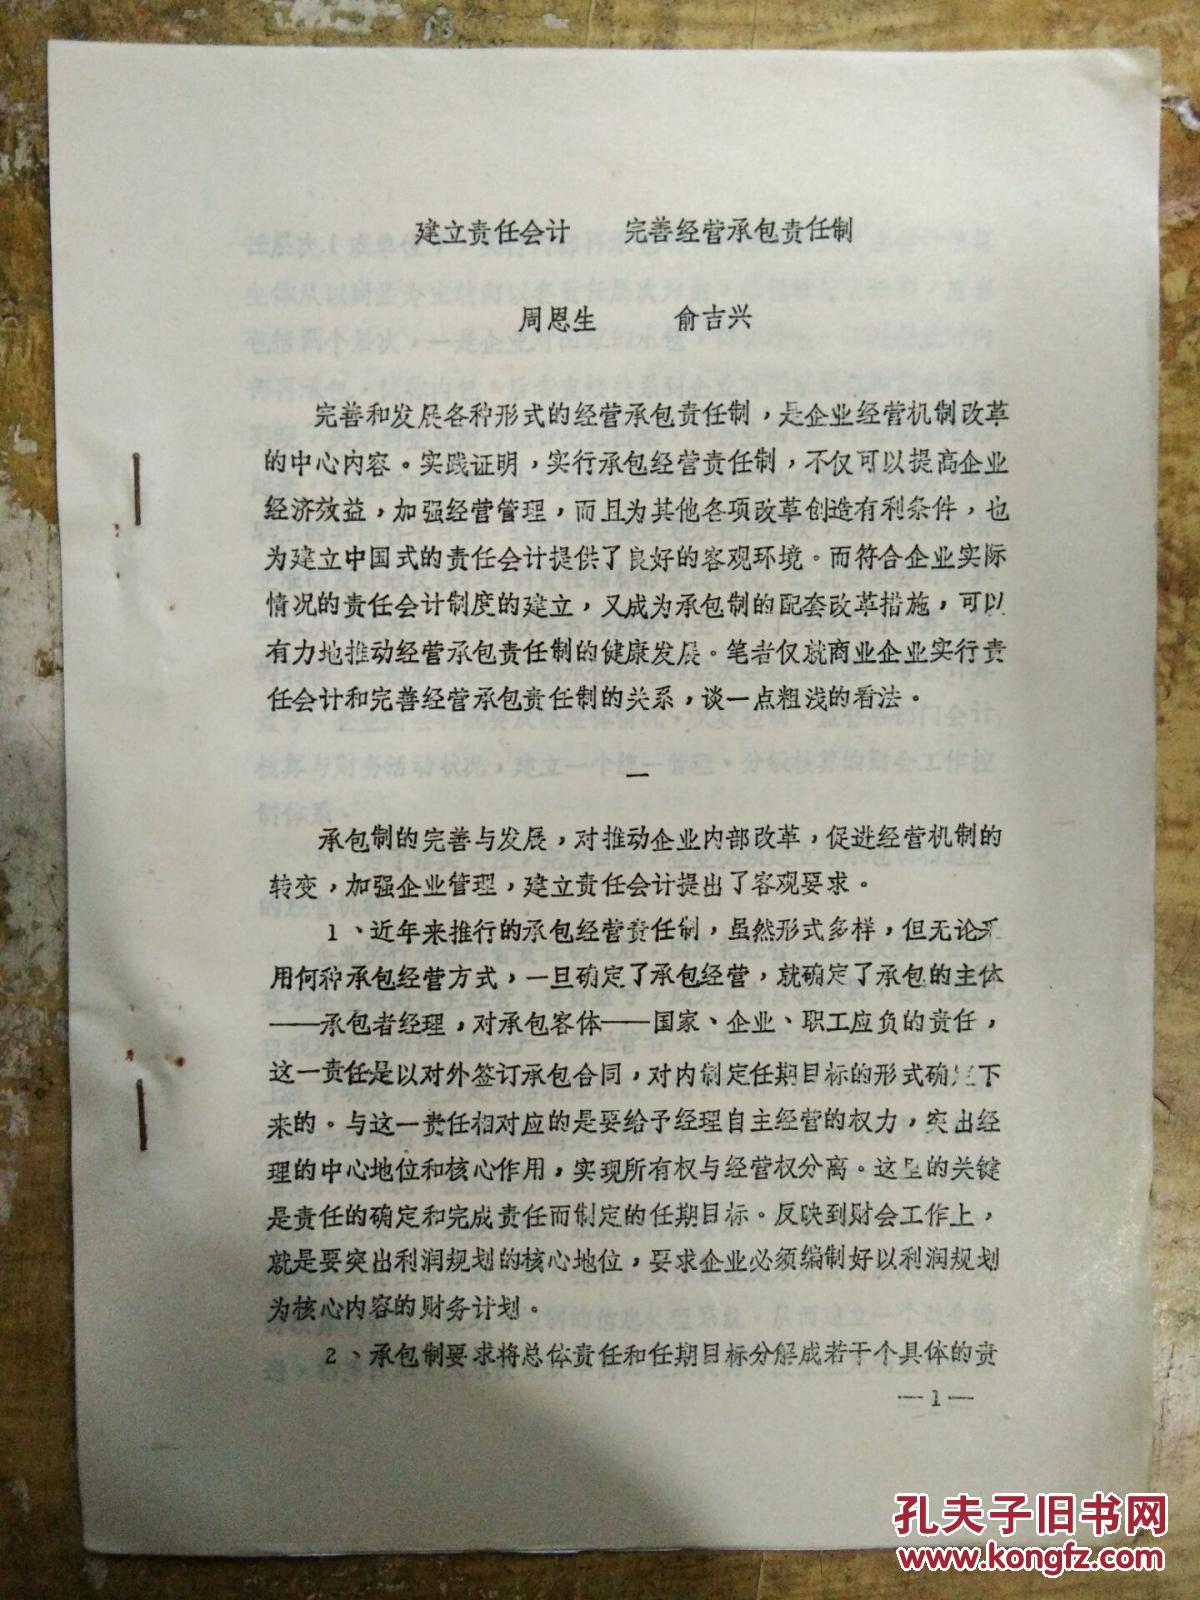 建立责任会计　　完善经营承包责任制
周恩生　　　俞吉兴
完善和发展各种形式的经营承包责任制，是企业经营机制改革
的中心内容。实践证明，实行承包经营责任制，不仅可以提高企业
经济效益，加强经营管理，而且为其他各项改革创造有利条件，也
为建立中国式的责任会计提供了良好的客观环境。而符合企业实际
情况的责任会计制度的建立，又成为承包制的配套改革措施，可以
有力地推动经营承包责任制的健康发展。笔者仅就商业企业实行责
任会计和完善经营承包责任制的关系，谈一点粗浅的看法。
一
承包制的完善与发展，对推动企业内部改革，促进经营机制的
转变，加强企业管理，建立责任会计提出了客观要求。
1、近年来推行的承包经营责任制，虽然形式多样，但无论采
用何种承包经营方式，一旦确定了承包经营，就确定了承包的主体
——承包者经理，对承包客体——国家、企业、职工应负的责任，
这一责任是以对外签订承包合同，对内制定任期目标的形式确定下
来的。与这一责任相对应的是要给予经理自主经营的权力，突出经
理的中心地位和核心作用，实现所有权与经营权分离。这里的关键
是责任的确定和完成责任而制定的任期目标。反映到财会工作上，
就是要突出利润规划的核心地位，要求企业必须编制好以利润规划
为核心内容的财务计划。
2、承包制要求将总体责任和任期目标分解成若干个具体的责
—1—
孔夫子旧书网
www.kongfz.com